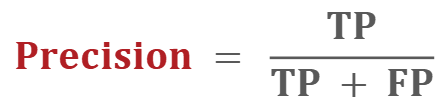 Precision = TP / TP + FP